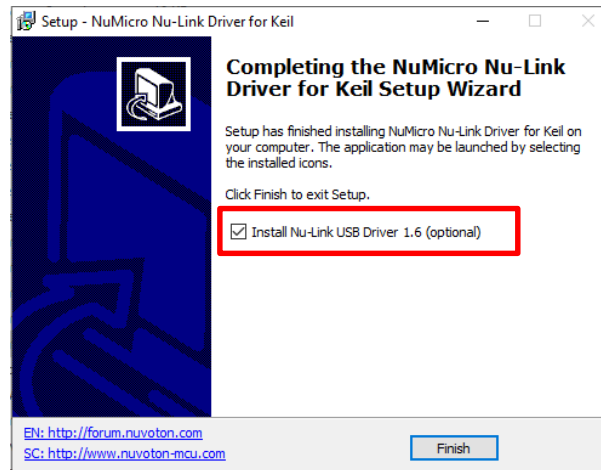 Setup - NuMicro Nu-Link Driver for Keil
Completing the NuMicro Nu-Link
Driver for Keil Setup Wizard
Setup has finished installing NuMicro Nu-Link Driver for Keil on
your computer. The application may be launched by selecting
the installed icons.
Click Finish to exit Setup.
Install Nu-Link USB Driver 1.6 (optional)
EN: http://forum.nuvoton.com
SC: http://www.nuvoton-mcu.com
Finish